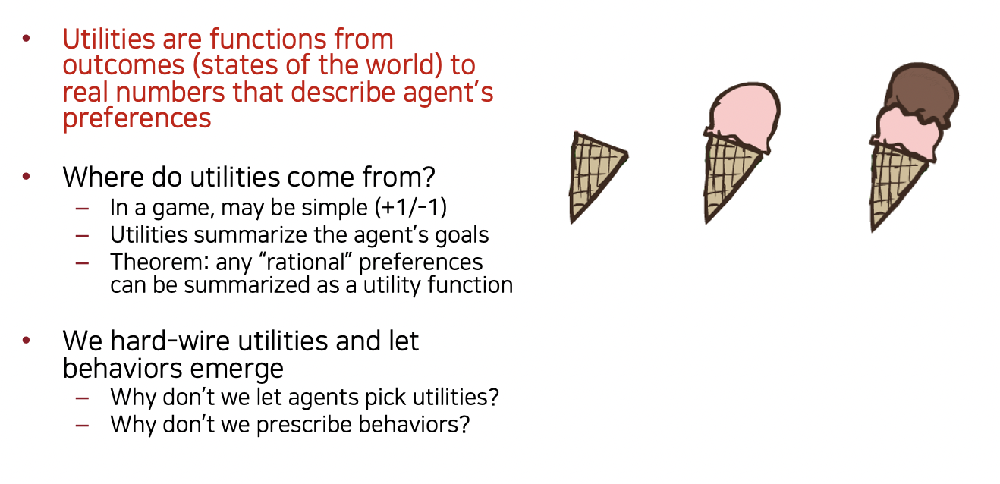 • Utilities are functions from
outcomes (states of the world) to
real numbers that describe agent’s
preferences
• Where do utilities come from?
– In a game, may be simple (+1/-1)
– Utilities summarize the agent’s goals
– Theorem: any “rational” preferences
can be summarized as a utility function
• We hard-wire utilities and let
behaviors emerge
– Why don’t we let agents pick utilities?
– Why don’t we prescribe behaviors?